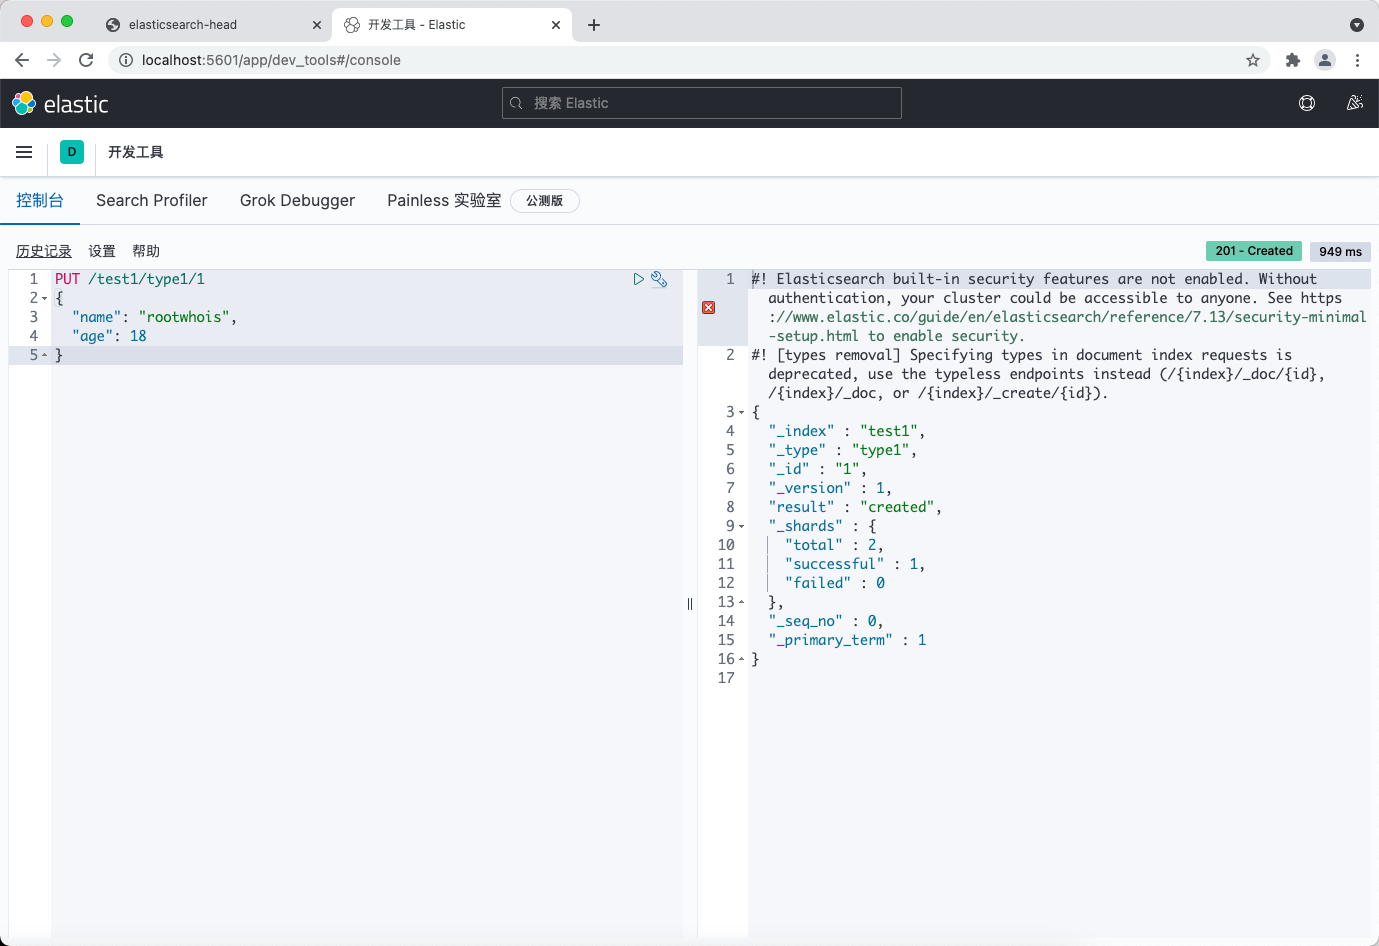 elasticsearch-head
开发工具 - Elastic
localhost:5601/app/dev_tools#/console
elastic
搜索 Elastic
D
开发工具
控制台
Search Profiler
Grok Debugger
Painless 实验室
公测版
历史记录
设置
帮助
201 - Created
949 ms
1 PUT /test1/type1/1
2 {
3   "name": "rootwhois",
4   "age": 18
5 }
1 #! Elasticsearch built-in security features are not enabled. Without
authentication, your cluster could be accessible to anyone. See https
://www.elastic.co/guide/en/elasticsearch/reference/7.13/security-minimal
-setup.html to enable security.
2 #! [types removal] Specifying types in document index requests is
deprecated, use the typeless endpoints instead (/{index}/_doc/{id},
/{index}/_doc, or /{index}/_create/{id}).
3 {
4   "_index" : "test1",
5   "_type" : "type1",
6   "_id" : "1",
7   "_version" : 1,
8   "result" : "created",
9   "_shards" : {
10     "total" : 2,
11     "successful" : 1,
12     "failed" : 0
13   },
14   "_seq_no" : 0,
15   "_primary_term" : 1
16 }
17